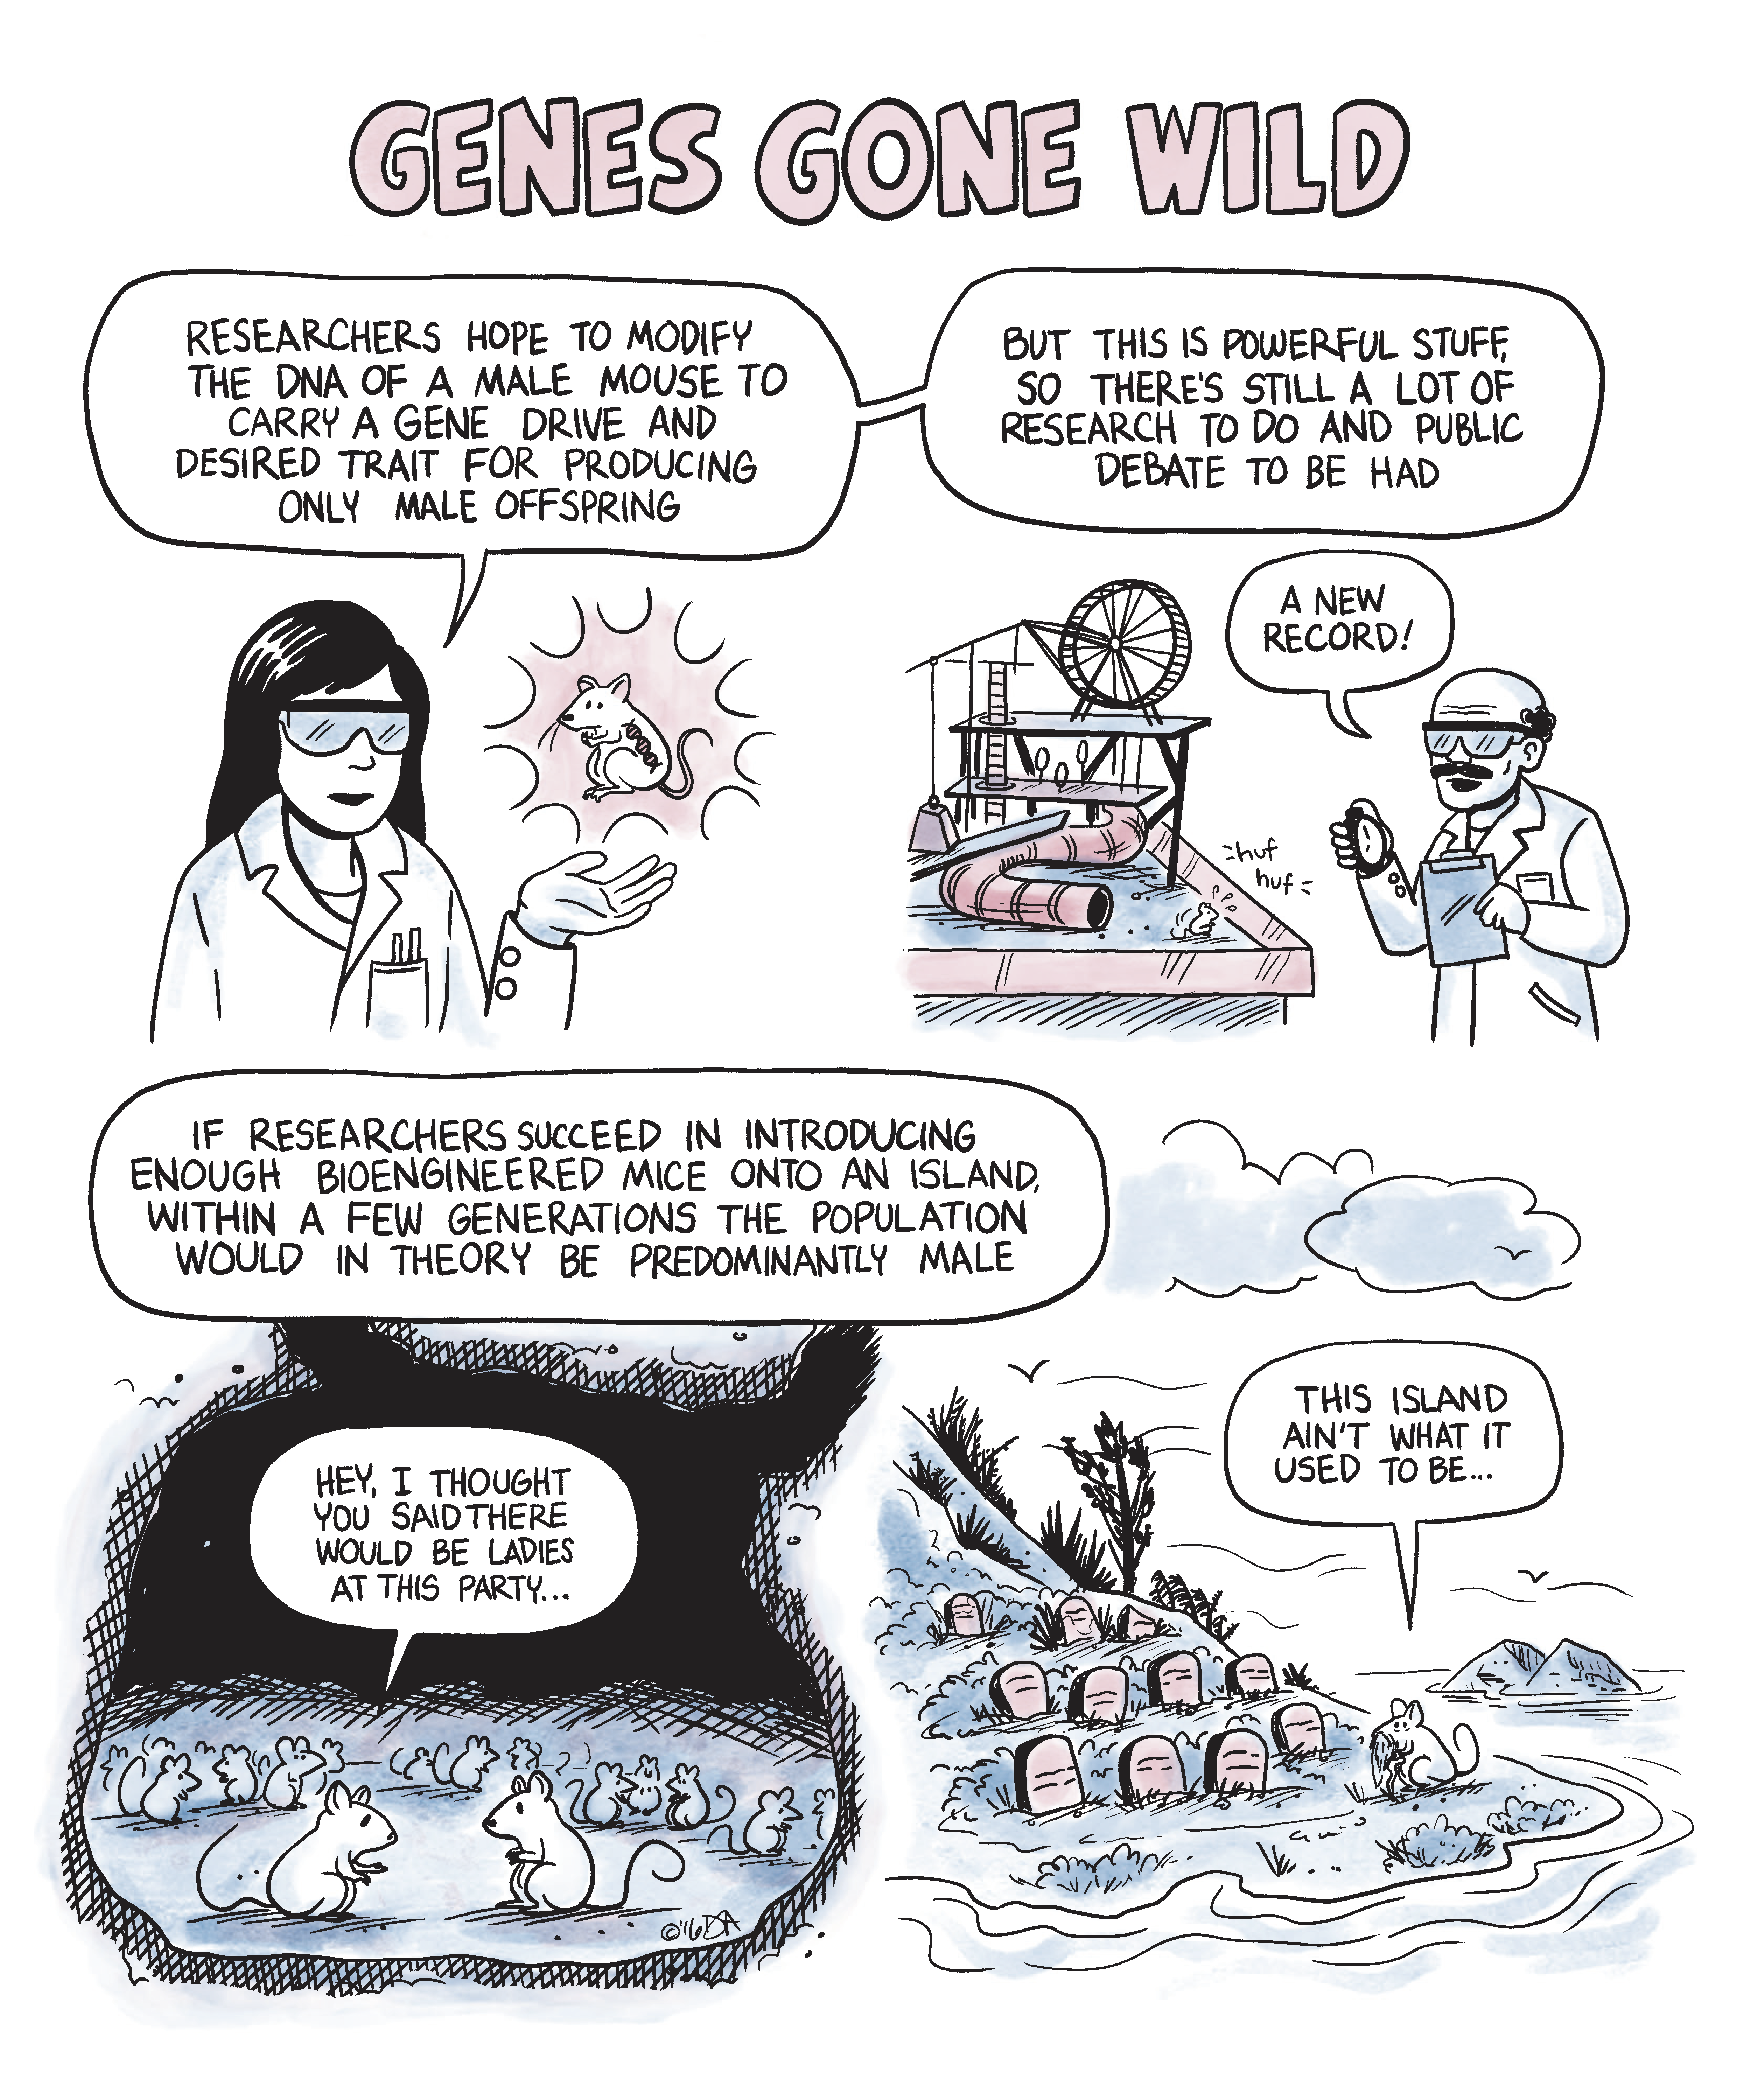 GENES GONE WILD
RESEARCHERS HOPE TO MODIFY
THE DNA OF A MALE MOUSE TO
CARRY A GENE DRIVE AND
DESIRED TRAIT FOR PRODUCING
ONLY MALE OFFSPRING
BUT THIS IS POWERFUL STUFF,
SO THERE'S STILL A LOT OF
RESEARCH TO DO AND PUBLIC
DEBATE TO BE HAD
A NEW
RECORD!
huf
huf
IF RESEARCHERS SUCCEED IN INTRODUCING
ENOUGH BIOENGINEERED MICE ONTO AN ISLAND,
WITHIN A FEW GENERATIONS THE POPULATION
WOULD IN THEORY BE PREDOMINANTLY MALE
HEY, I THOUGHT
YOU SAID THERE
WOULD BE LADIES
AT THIS PARTY...
THIS ISLAND
AIN'T WHAT IT
USED TO BE...
©'16 DA